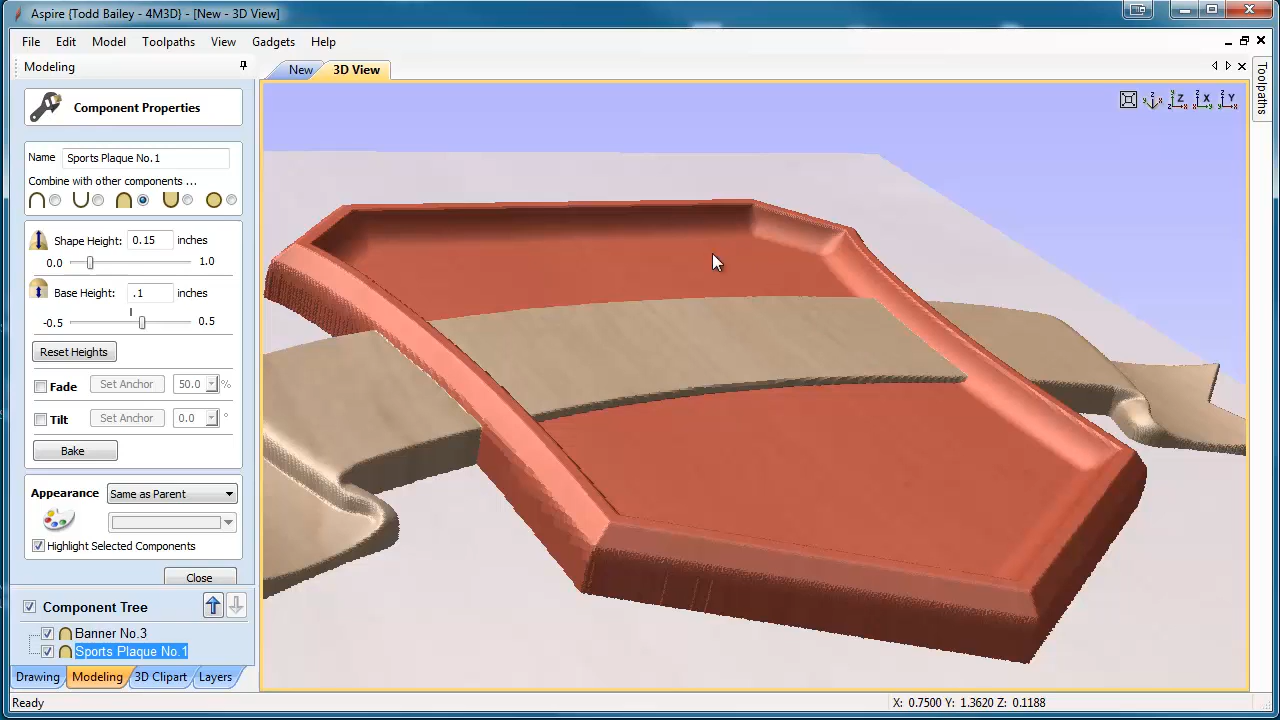 Aspire {Todd Bailey - 4M3D} - [New - 3D View]
File Edit Model Toolpaths View Gadgets Help
Modeling
New 3D View
Toolpaths
Component Properties
Z X Y
Name Sports Plaque No.1
Combine with other components ...
Shape Height: 0.15 inches
0.0 1.0
Base Height: .1 inches
-0.5 0.5
Reset Heights
Fade Set Anchor 50.0 %
Tilt Set Anchor 0.0 °
Bake
Appearance Same as Parent
Highlight Selected Components
Close
Component Tree
Banner No.3
Sports Plaque No.1
Drawing Modeling 3D Clipart Layers
Ready X: 0.7500 Y: 1.3620 Z: 0.1188